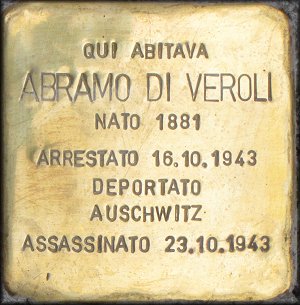 QUI ABITAVA
ABRAMO DI VEROLI
NATO 1881
ARRESTATO 16.10.1943
DEPORTATO
AUSCHWITZ
ASSASSINATO 23.10.1943